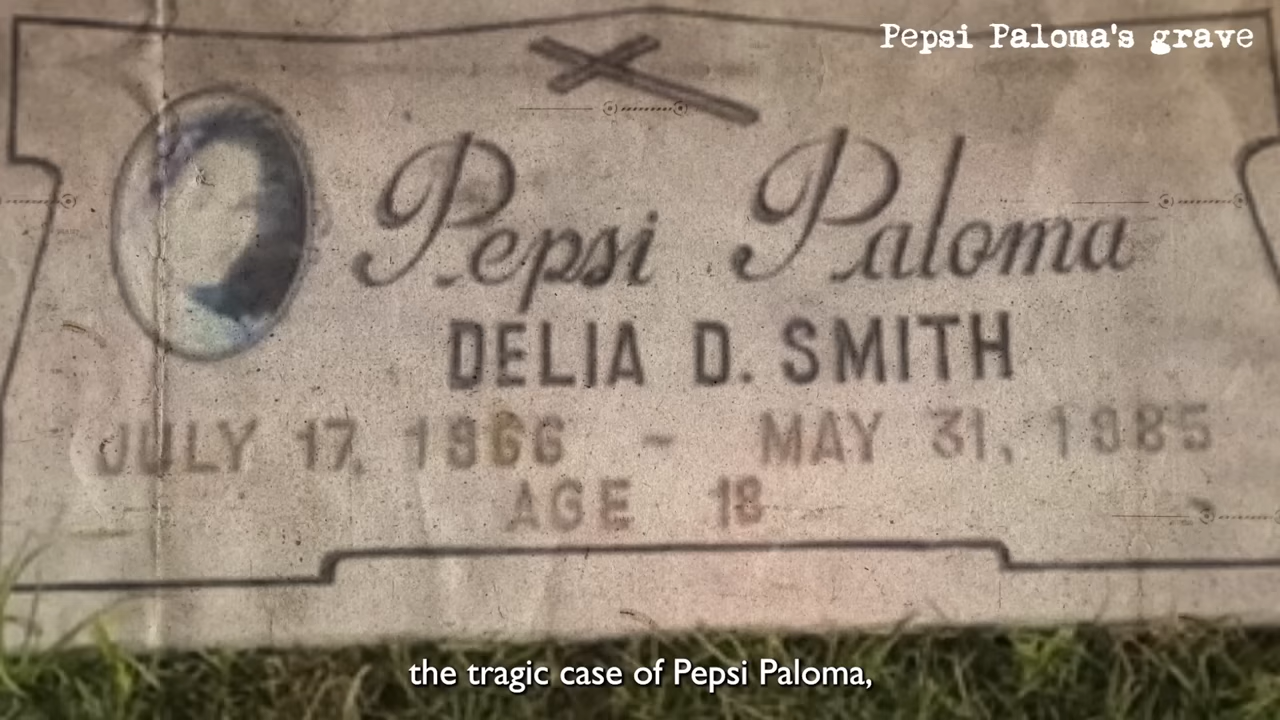 Pepsi Paloma's grave
Pepsi Paloma
DELIA D. SMITH
JULY 17, 1966 - MAY 31, 1985
AGE 18
the tragic case of Pepsi Paloma,